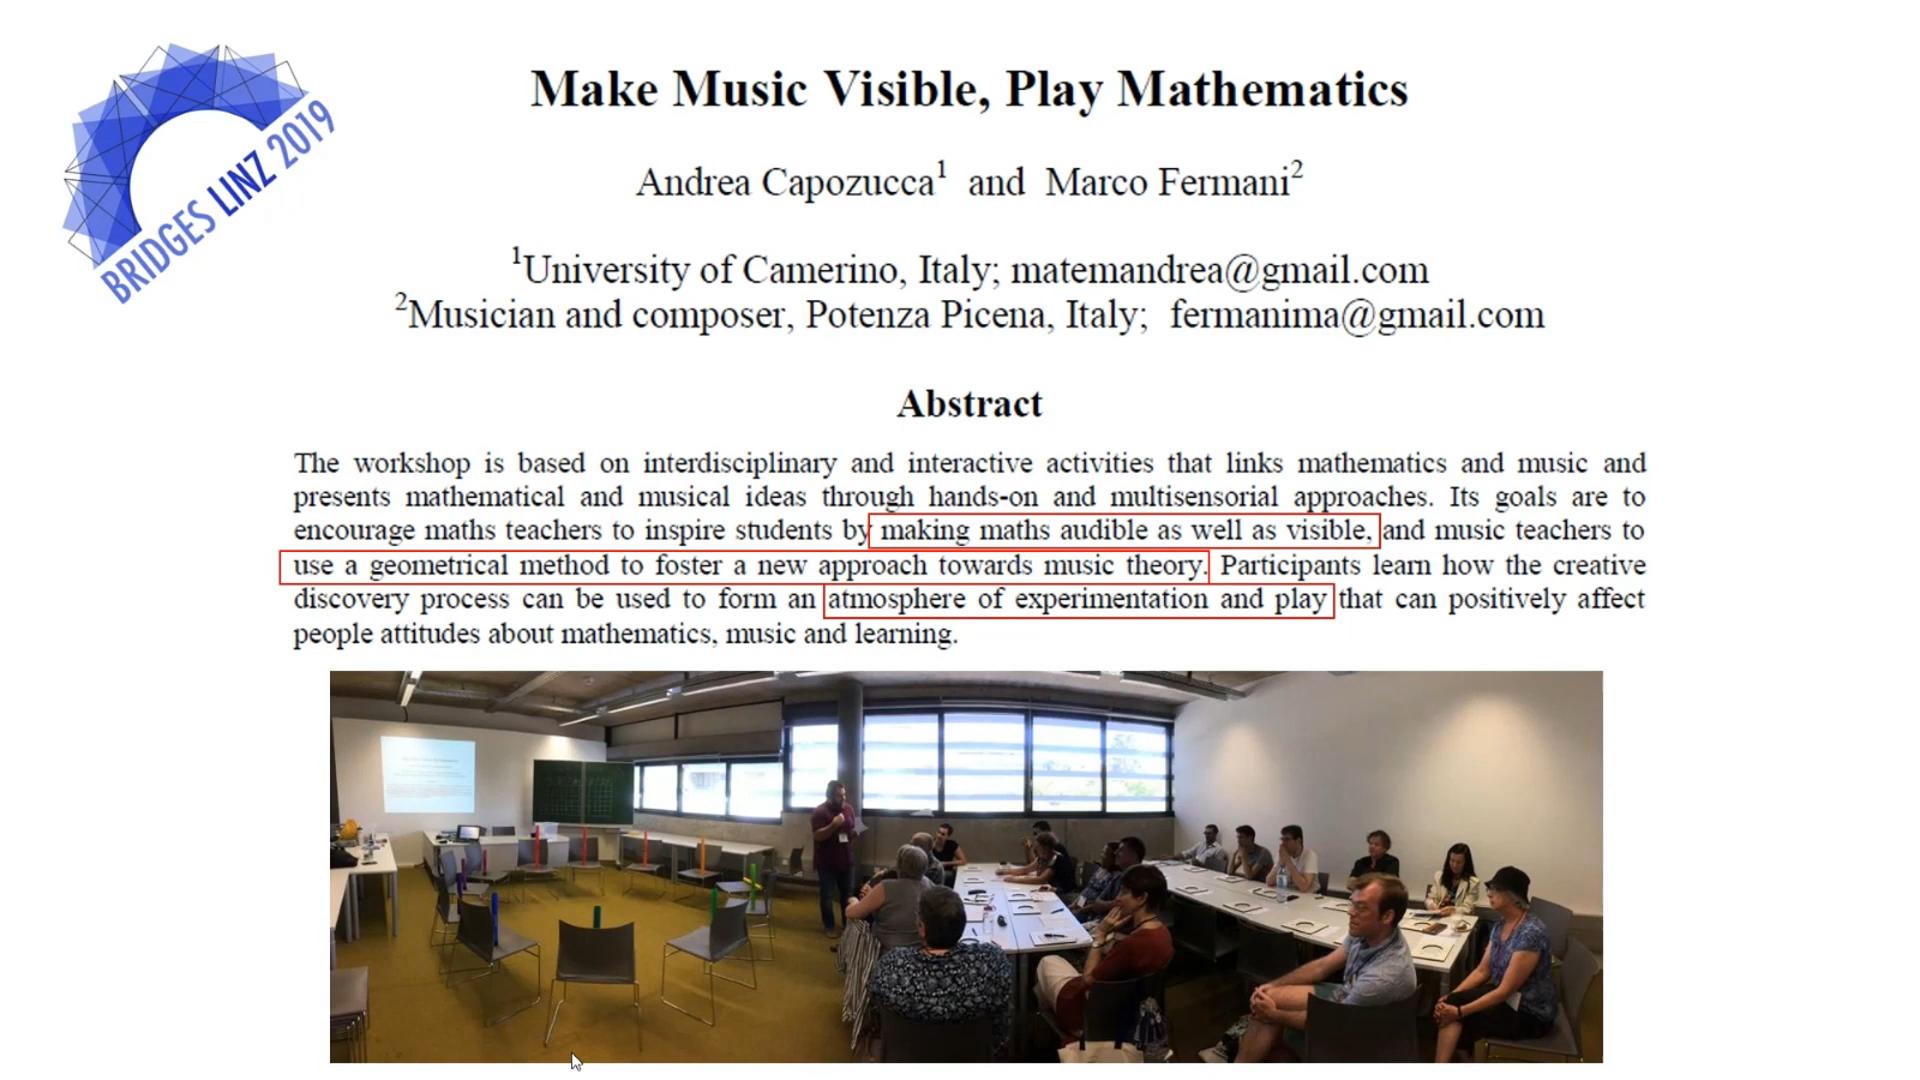 BRIDGES LINZ 2019
Make Music Visible, Play Mathematics
Andrea Capozucca1 and Marco Fermani2
1University of Camerino, Italy; matemandrea@gmail.com
2Musician and composer, Potenza Picena, Italy; fermanima@gmail.com
Abstract
The workshop is based on interdisciplinary and interactive activities that links mathematics and music and
presents mathematical and musical ideas through hands-on and multisensorial approaches. Its goals are to
encourage maths teachers to inspire students by making maths audible as well as visible, and music teachers to
use a geometrical method to foster a new approach towards music theory. Participants learn how the creative
discovery process can be used to form an atmosphere of experimentation and play that can positively affect
people attitudes about mathematics, music and learning.